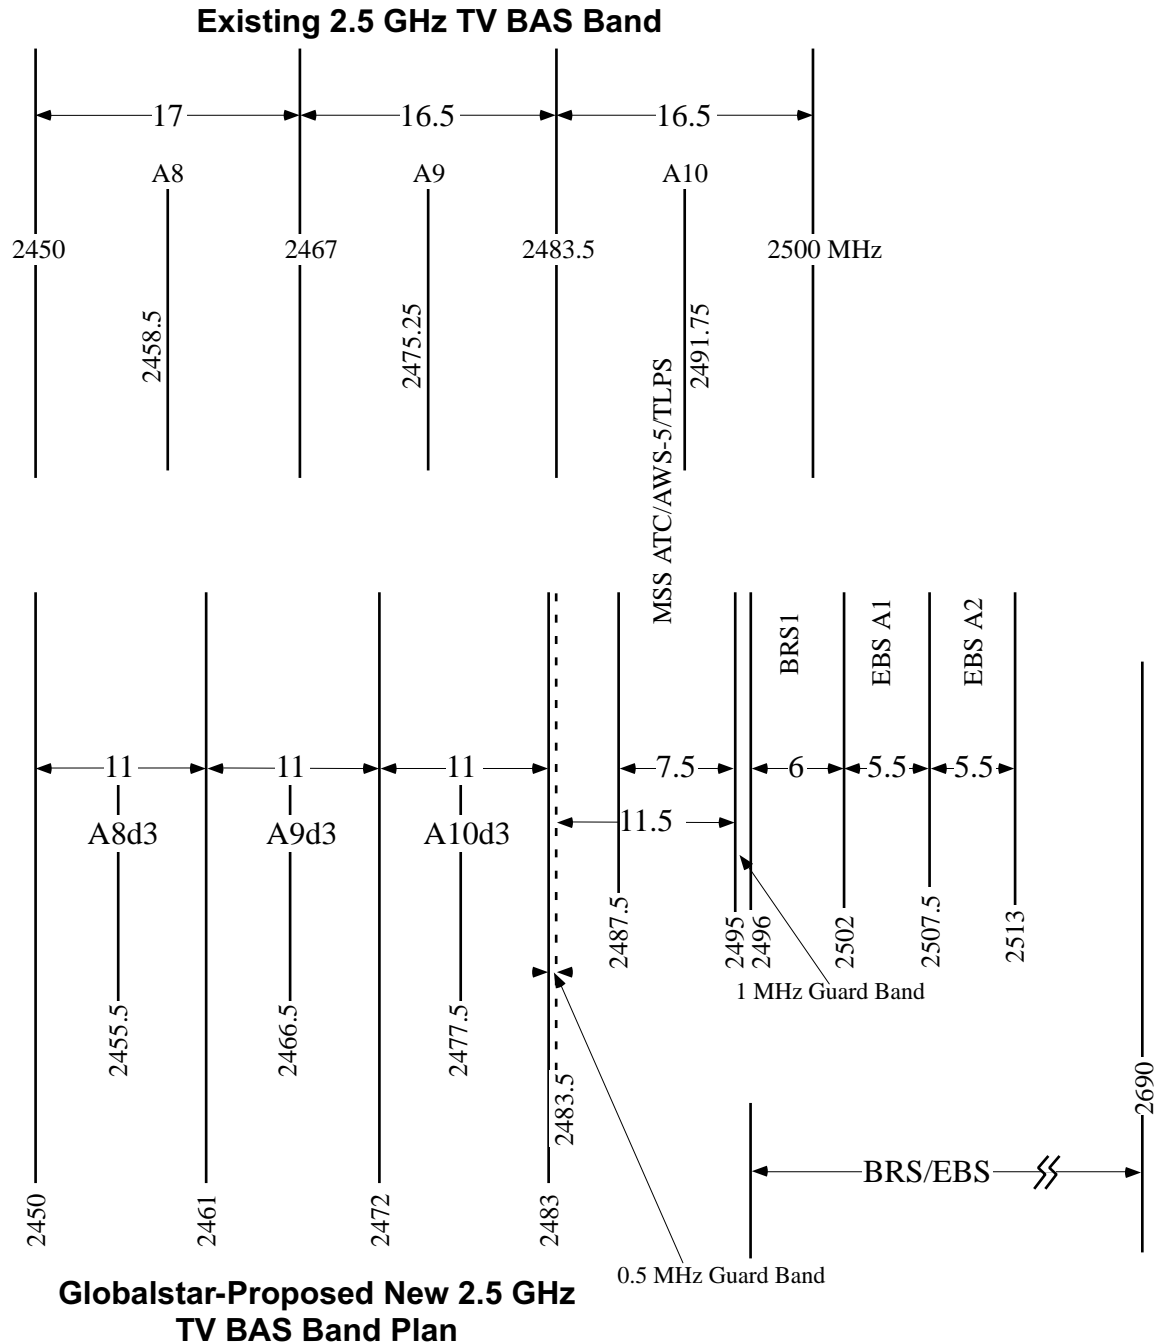 Existing 2.5 GHz TV BAS Band
17
16.5
16.5
A8
A9
A10
2450
2467
2483.5
2500 MHz
2458.5
2475.25
2491.75
MSS ATC/AWS-5/TLPS
BRS1
EBS A1
EBS A2
11
11
11
7.5
6
5.5
5.5
A8d3
A9d3
A10d3
11.5
2487.5
2495
2496
2502
2507.5
2513
1 MHz Guard Band
2455.5
2466.5
2477.5
2483.5
2690
BRS/EBS
2450
2461
2472
2483
0.5 MHz Guard Band
Globalstar-Proposed New 2.5 GHz
TV BAS Band Plan